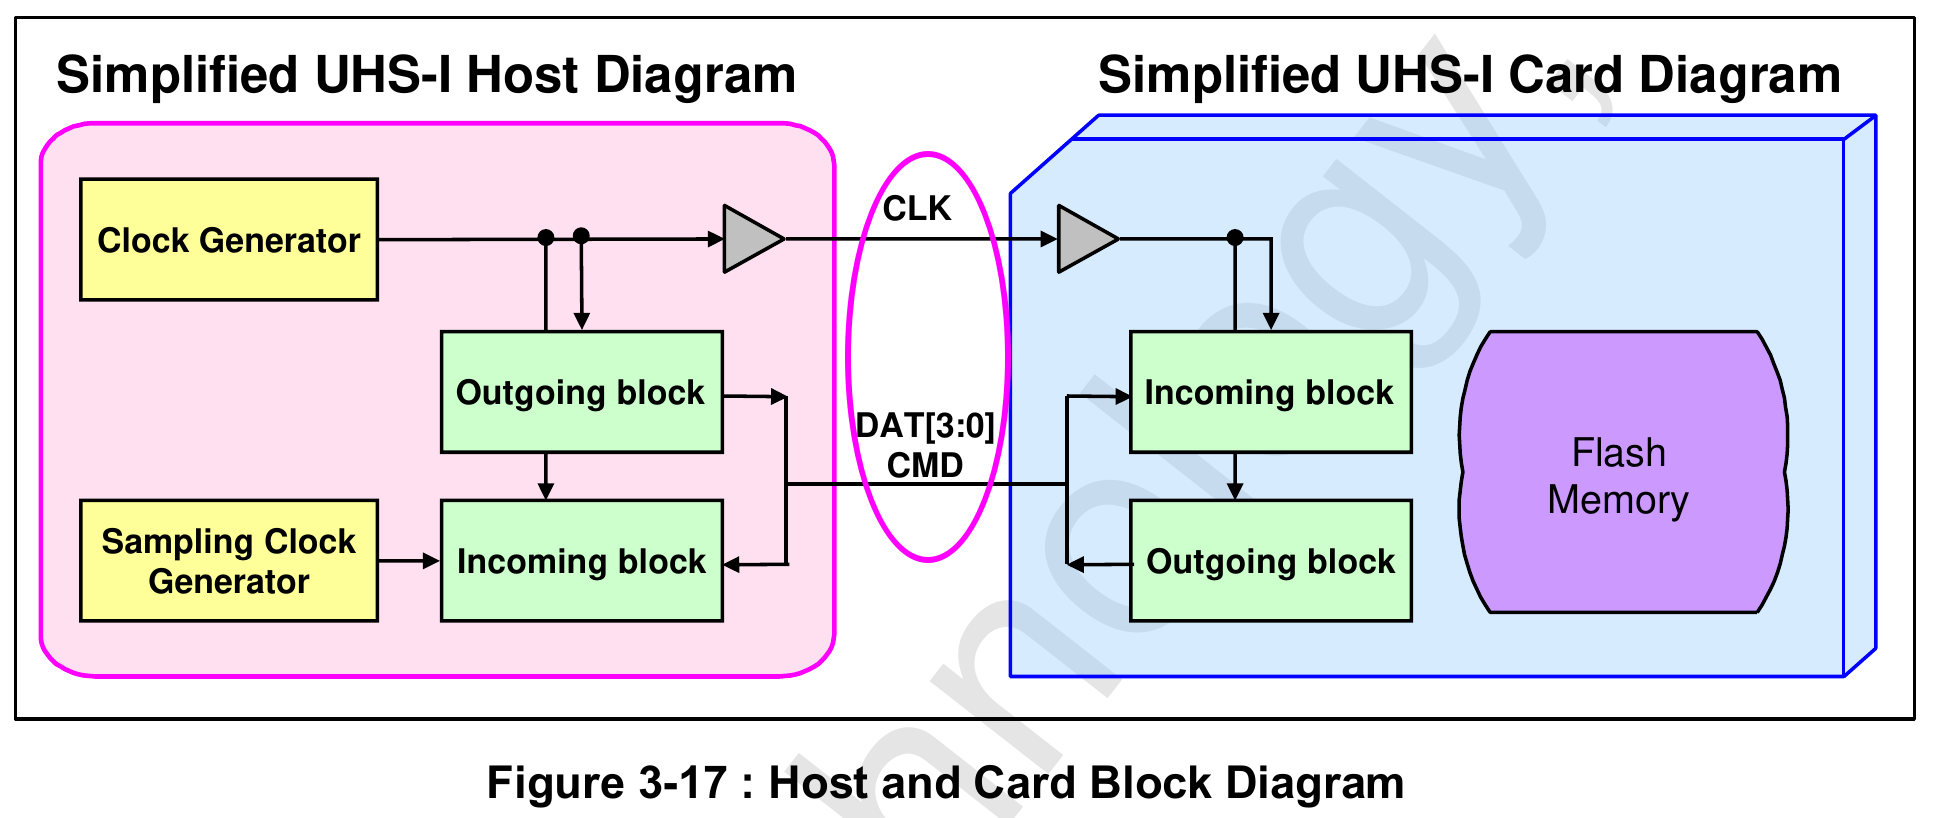 Simplified UHS-I Host Diagram
Simplified UHS-I Card Diagram
Clock Generator
CLK
Outgoing block
Incoming block
DAT[3:0]
CMD
Flash
Memory
Sampling Clock
Generator
Incoming block
Outgoing block
hnology,
Figure 3-17 : Host and Card Block Diagram